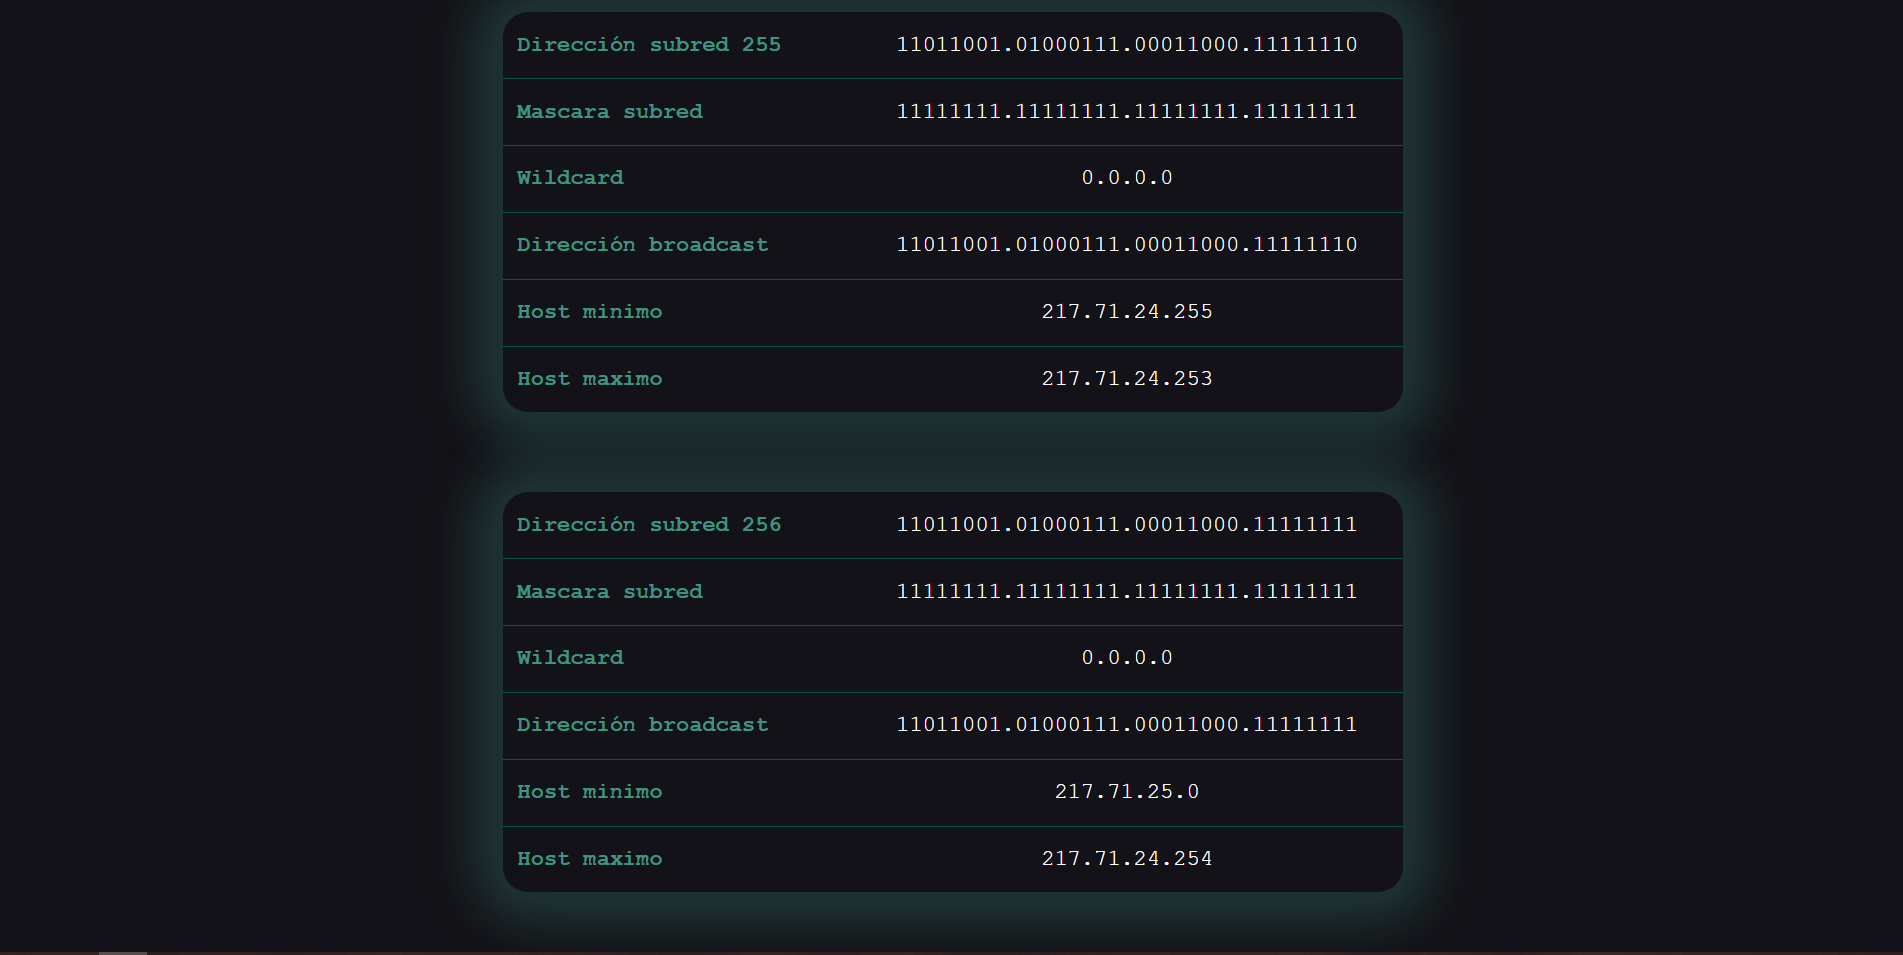 Dirección subred 255 11011001.01000111.00011000.11111110
Mascara subred 11111111.11111111.11111111.11111111
Wildcard 0.0.0.0
Dirección broadcast 11011001.01000111.00011000.11111110
Host minimo 217.71.24.255
Host maximo 217.71.24.253
Dirección subred 256 11011001.01000111.00011000.11111111
Mascara subred 11111111.11111111.11111111.11111111
Wildcard 0.0.0.0
Dirección broadcast 11011001.01000111.00011000.11111111
Host minimo 217.71.25.0
Host maximo 217.71.24.254